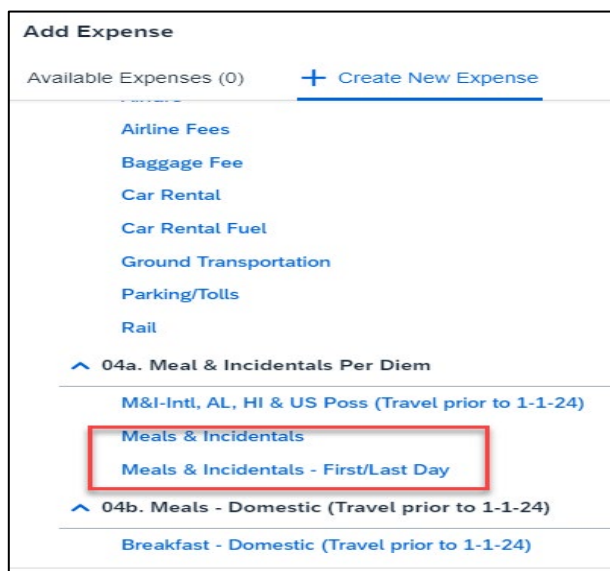 Add Expense
Available Expenses (0) + Create New Expense
Airline Fees
Baggage Fee
Car Rental
Car Rental Fuel
Ground Transportation
Parking/Tolls
Rail
04a. Meal & Incidentals Per Diem
M&I-Intl, AL, HI & US Poss (Travel prior to 1-1-24)
Meals & Incidentals
Meals & Incidentals - First/Last Day
04b. Meals - Domestic (Travel prior to 1-1-24)
Breakfast - Domestic (Travel prior to 1-1-24)